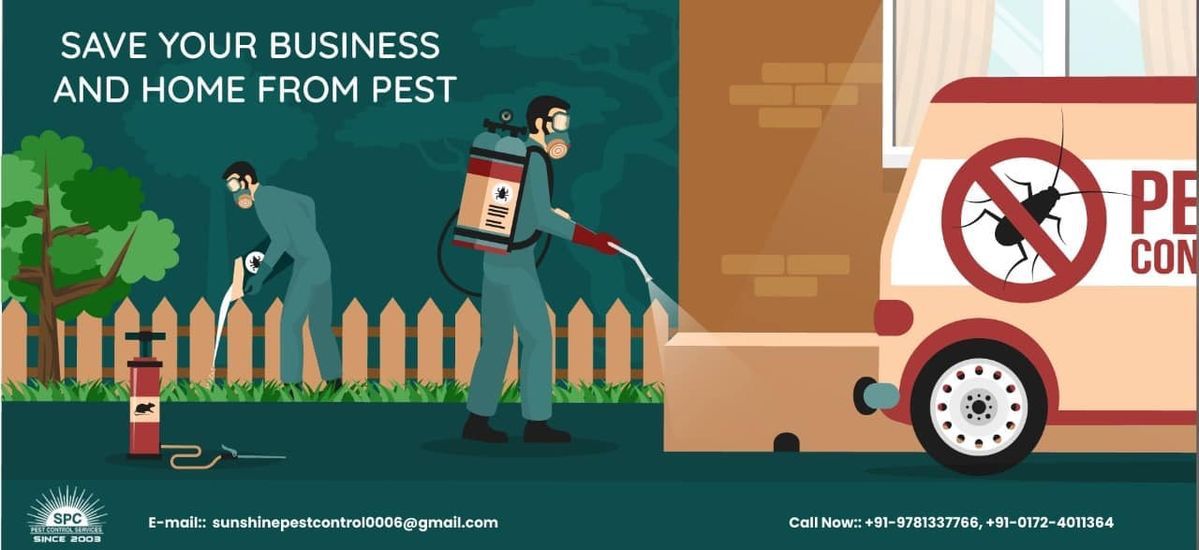 SAVE YOUR BUSINESS
AND HOME FROM PEST
PE
CON
SPC
PEST CONTROL SERVICES
SINCE 2003
E-mail:: sunshinepestcontrol0006@gmail.com
Call Now:: +91-9781337766, +91-0172-4011364